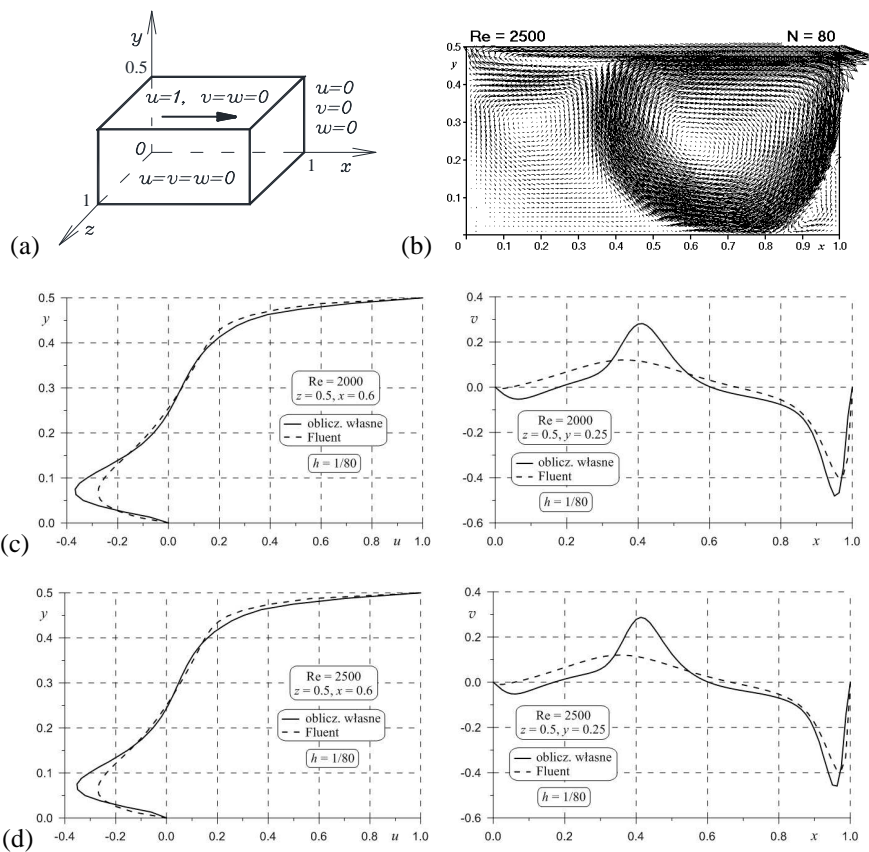 y
0.5
u=1, v=w=0
u=0
v=0
w=0
0
u=v=w=0
1
x
1
z
(a)
Re = 2500
N = 80
0.5
y
0.4
0.3
0.2
0.1
0
0.1
0.2
0.3
0.4
0.5
0.6
0.7
0.8
0.9
x
1.0
(b)
0.5
y
0.4
0.3
0.2
0.1
0.0
Re = 2000
z = 0.5, x = 0.6
oblicz. własne
Fluent
h = 1/80
-0.4 -0.2 0.0 0.2 0.4 0.6 0.8 u 1.0
0.4
v
0.2
0.0
-0.2
-0.4
-0.6
Re = 2000
z = 0.5, y = 0.25
oblicz. własne
Fluent
h = 1/80
0.0 0.2 0.4 0.6 0.8 x 1.0
(c)
0.5
y
0.4
0.3
0.2
0.1
0.0
Re = 2500
z = 0.5, x = 0.6
oblicz. własne
Fluent
h = 1/80
-0.4 -0.2 0.0 0.2 0.4 0.6 0.8 u 1.0
0.4
v
0.2
0.0
-0.2
-0.4
-0.6
Re = 2500
z = 0.5, y = 0.25
oblicz. własne
Fluent
h = 1/80
0.0 0.2 0.4 0.6 0.8 x 1.0
(d)